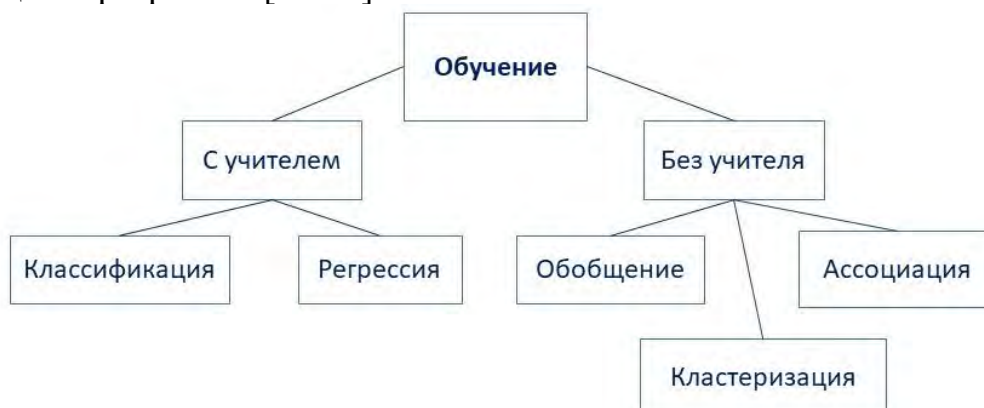 Обучение
С учителем
Без учителя
Классификация
Регрессия
Обобщение
Ассоциация
Кластеризация